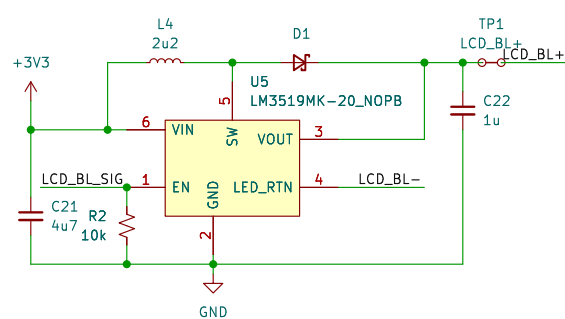 L4
2u2
D1
TP1
LCD_BL+
LCD_BL+
+3V3
U5
LM3519MK-20_NOPB
C22
1u
5
6
VIN
SW
VOUT
3
LCD_BL_SIG
1
EN
GND
LED_RTN
4
LCD_BL-
C21
4u7
R2
10k
2
GND